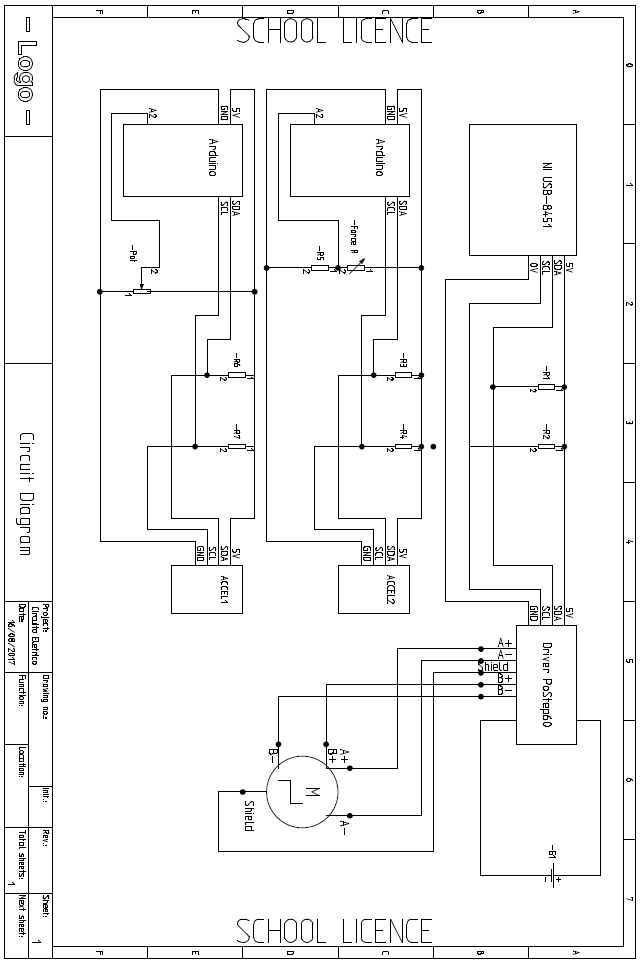 SCHOOL LICENCE
0
1
2
3
4
5
6
7
A
B
C
D
E
F
NI USB-8451
5V
SDA
SCL
0V
-R1
1
2
-R2
1
2
5V
SDA
SCL
GND
Driver PoStep60
A+
A-
Shield
B+
B-
-B1
-
+
5V
GND
A2
Arduino
SDA
SCL
-Force R
1
2
-R5
1
2
-R3
1
2
-R4
1
2
5V
SDA
SCL
GND
ACCEL2
5V
GND
A2
Arduino
SDA
SCL
-Pot
2
1
-R6
1
2
-R7
1
2
5V
SDA
SCL
GND
ACCEL1
M
A+
A-
B+
B-
Shield
A
B
C
D
E
F
SCHOOL LICENCE
- Logo -
Circuit Diagram
Project:
Circuito Eletrico
Date:
16/08/2017
Drawing no.:
Function:
Location:
Init.:
Rev.:
Total sheets:
1
Sheet:
1
Next sheet: